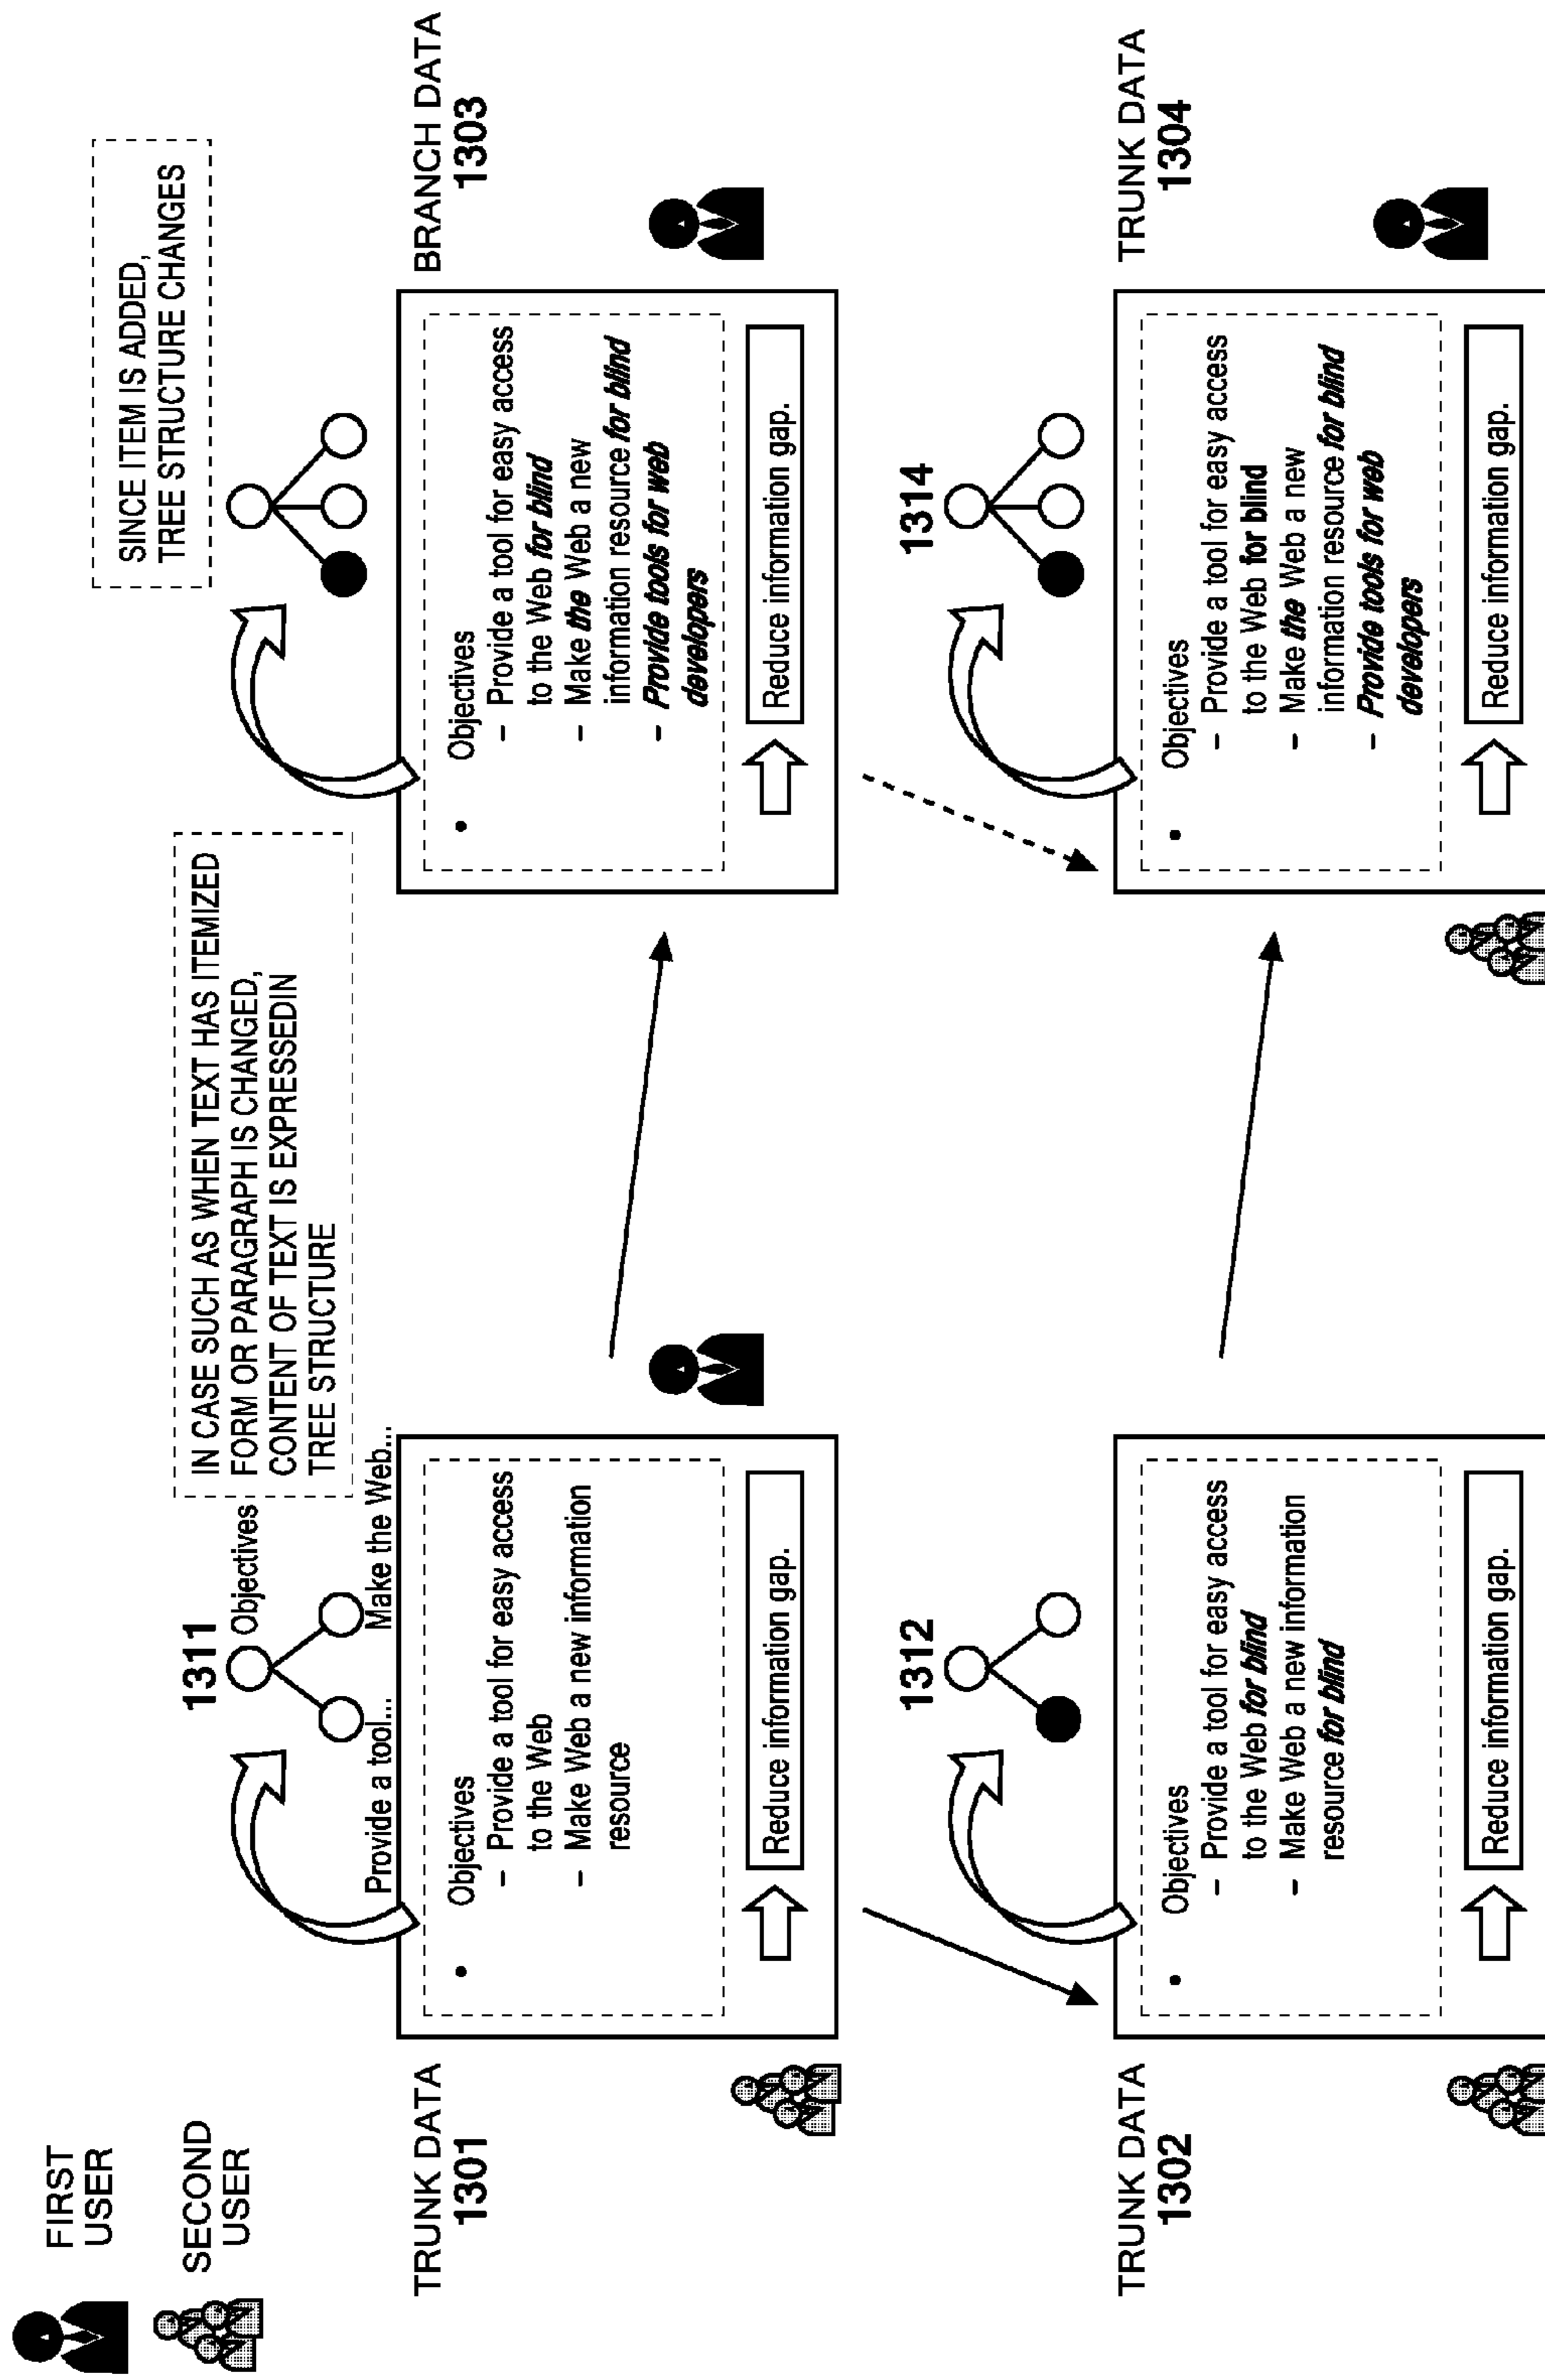 FIRST
USER
SECOND
USER
IN CASE SUCH AS WHEN TEXT HAS ITEMIZED
FORM OR PARAGRAPH IS CHANGED,
CONTENT OF TEXT IS EXPRESSEDIN
TREE STRUCTURE
SINCE ITEM IS ADDED,
TREE STRUCTURE CHANGES
1311
Objectives
Provide a tool...
Make the Web...
TRUNK DATA
1301
• Objectives
– Provide a tool for easy access
to the Web
– Make Web a new information
resource
Reduce information gap.
BRANCH DATA
1303
• Objectives
– Provide a tool for easy access
to the Web for blind
– Make the Web a new
information resource for blind
– Provide tools for web
developers
Reduce information gap.
1312
TRUNK DATA
1302
• Objectives
– Provide a tool for easy access
to the Web for blind
– Make Web a new information
resource for blind
Reduce information gap.
1314
TRUNK DATA
1304
• Objectives
– Provide a tool for easy access
to the Web for blind
– Make the Web a new
information resource for blind
– Provide tools for web
developers
Reduce information gap.